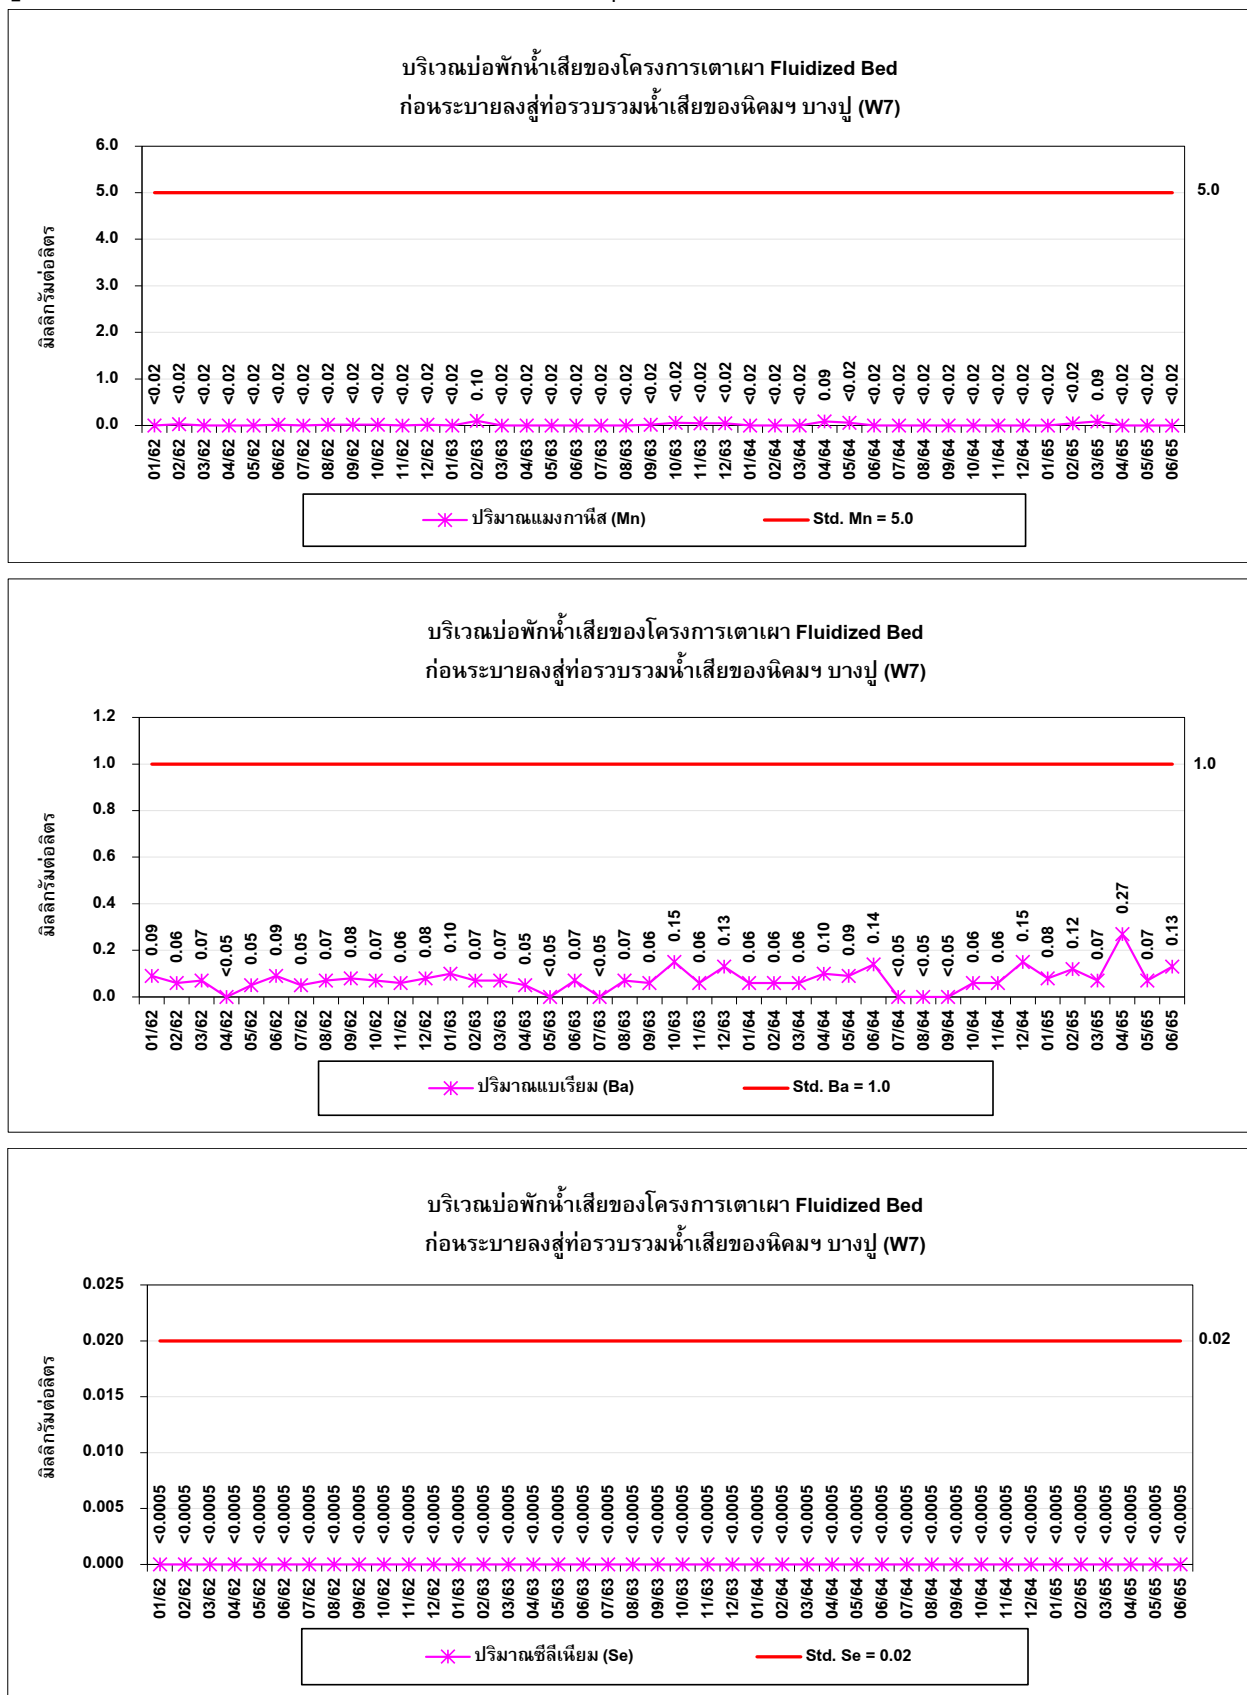 บริเวณบ่อพักน้ำเสียของโครงการเตาเผา Fluidized Bed
ก่อนระบายลงสู่ท่อรวบรวมน้ำเสียของนิคมฯ บางปู (W7)
มิลลิกรัมต่อลิตร
6.0
5.0
4.0
3.0
2.0
1.0
0.0
5.0
<0.02 <0.02 <0.02 <0.02 <0.02 <0.02 <0.02 <0.02 <0.02 <0.02 <0.02 <0.02 <0.02 0.10 <0.02 <0.02 <0.02 <0.02 <0.02 <0.02 <0.02 <0.02 <0.02 <0.02 <0.02 <0.02 <0.02 0.09 <0.02 <0.02 <0.02 <0.02 <0.02 <0.02 <0.02 <0.02 <0.02 <0.02 0.09 <0.02 <0.02 <0.02
01/62 02/62 03/62 04/62 05/62 06/62 07/62 08/62 09/62 10/62 11/62 12/62 01/63 02/63 03/63 04/63 05/63 06/63 07/63 08/63 09/63 10/63 11/63 12/63 01/64 02/64 03/64 04/64 05/64 06/64 07/64 08/64 09/64 10/64 11/64 12/64 01/65 02/65 03/65 04/65 05/65 06/65
ปริมาณแมงกานีส (Mn) Std. Mn = 5.0
บริเวณบ่อพักน้ำเสียของโครงการเตาเผา Fluidized Bed
ก่อนระบายลงสู่ท่อรวบรวมน้ำเสียของนิคมฯ บางปู (W7)
มิลลิกรัมต่อลิตร
1.2
1.0
0.8
0.6
0.4
0.2
0.0
1.0
0.09 0.06 0.07 <0.05 0.05 0.09 0.05 0.07 0.08 0.07 0.06 0.08 0.10 0.07 0.07 0.05 <0.05 0.07 <0.05 0.07 0.06 0.15 0.06 0.13 0.06 0.06 0.06 0.10 0.09 0.14 <0.05 <0.05 <0.05 0.06 0.06 0.15 0.08 0.12 0.07 0.27 0.07 0.13
01/62 02/62 03/62 04/62 05/62 06/62 07/62 08/62 09/62 10/62 11/62 12/62 01/63 02/63 03/63 04/63 05/63 06/63 07/63 08/63 09/63 10/63 11/63 12/63 01/64 02/64 03/64 04/64 05/64 06/64 07/64 08/64 09/64 10/64 11/64 12/64 01/65 02/65 03/65 04/65 05/65 06/65
ปริมาณแบเรียม (Ba) Std. Ba = 1.0
บริเวณบ่อพักน้ำเสียของโครงการเตาเผา Fluidized Bed
ก่อนระบายลงสู่ท่อรวบรวมน้ำเสียของนิคมฯ บางปู (W7)
มิลลิกรัมต่อลิตร
0.025
0.020
0.015
0.010
0.005
0.000
0.02
<0.0005 <0.0005 <0.0005 <0.0005 <0.0005 <0.0005 <0.0005 <0.0005 <0.0005 <0.0005 <0.0005 <0.0005 <0.0005 <0.0005 <0.0005 <0.0005 <0.0005 <0.0005 <0.0005 <0.0005 <0.0005 <0.0005 <0.0005 <0.0005 <0.0005 <0.0005 <0.0005 <0.0005 <0.0005 <0.0005 <0.0005 <0.0005 <0.0005 <0.0005 <0.0005 <0.0005 <0.0005 <0.0005 <0.0005 <0.0005 <0.0005 <0.0005
01/62 02/62 03/62 04/62 05/62 06/62 07/62 08/62 09/62 10/62 11/62 12/62 01/63 02/63 03/63 04/63 05/63 06/63 07/63 08/63 09/63 10/63 11/63 12/63 01/64 02/64 03/64 04/64 05/64 06/64 07/64 08/64 09/64 10/64 11/64 12/64 01/65 02/65 03/65 04/65 05/65 06/65
ปริมาณซีลีเนียม (Se) Std. Se = 0.02